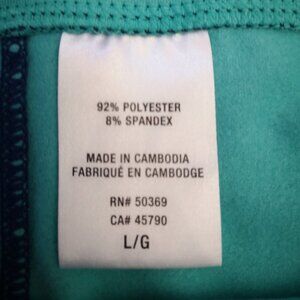 92% POLYESTER
8% SPANDEX
MADE IN CAMBODIA
FABRIQUÉ EN CAMBODGE
RN# 50369
CA# 45790
L/G